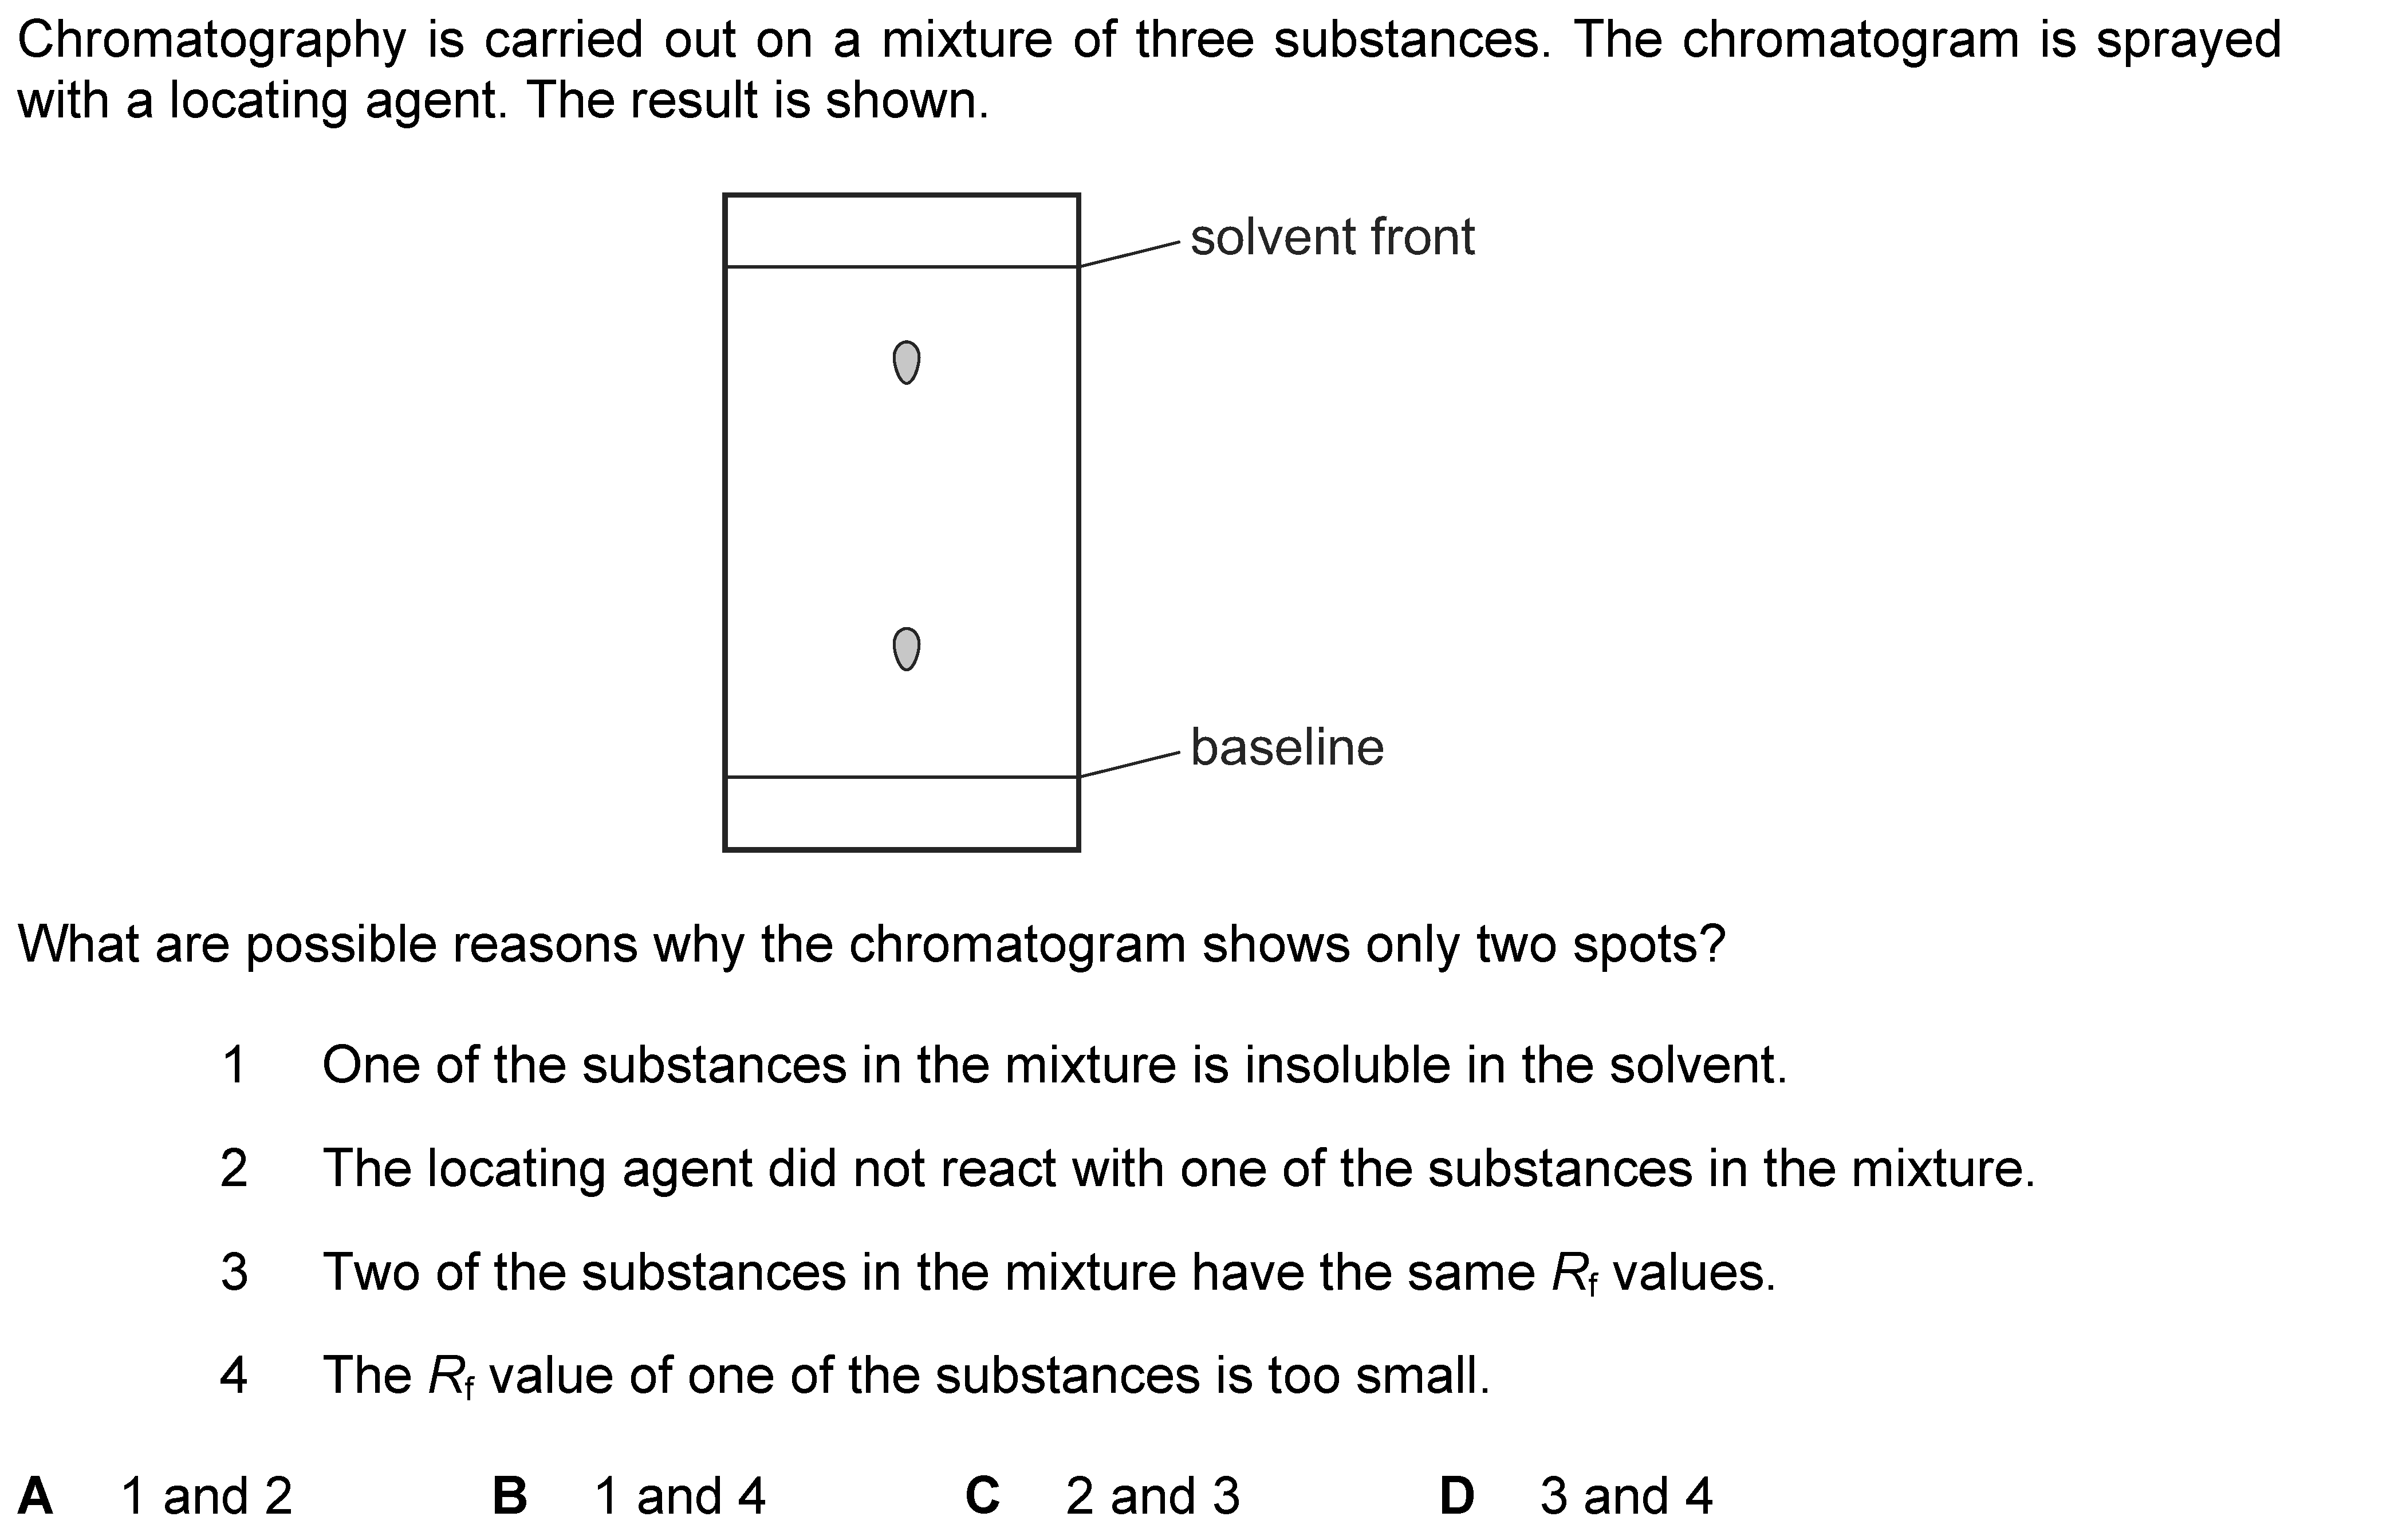 Chromatography is carried out on a mixture of three substances. The chromatogram is sprayed
with a locating agent. The result is shown.
solvent front
baseline
What are possible reasons why the chromatogram shows only two spots?
1 One of the substances in the mixture is insoluble in the solvent.
2 The locating agent did not react with one of the substances in the mixture.
3 Two of the substances in the mixture have the same Rf values.
4 The Rf value of one of the substances is too small.
A 1 and 2 B 1 and 4 C 2 and 3 D 3 and 4